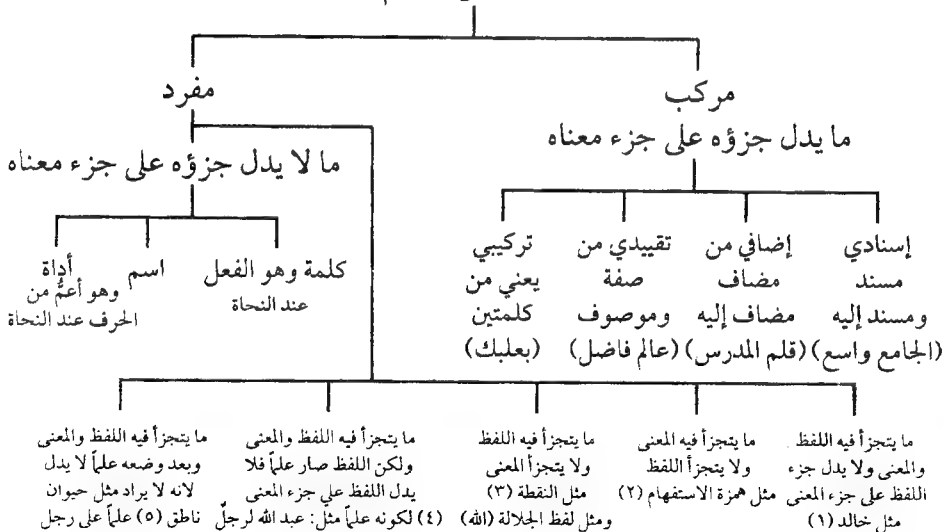 مركب
ما يدل جزؤه على جزء معناه
إسنادي
مسند
ومسند إليه
(الجامع واسع)
إضافي من
مضاف
مضاف إليه
(قلم المدرس)
تقييدي من
صفة
وموصوف
(عالم فاضل)
تركيبي
يعني من
كلمتين
(بعلبك)
مفرد
ما لا يدل جزؤه على جزء معناه
كلمة وهو الفعل
عند النحاة
اسم
أداة
وهو أعمُّ من
الحرف عند النحاة
ما يتجزأ فيه اللفظ
والمعنى ولا يدل جزء
اللفظ على جزء المعنى
مثل خالد (١)
ما يتجزأ فيه المعنى
ولا يتجزأ اللفظ
مثل همزة الاستفهام (٢)
ما يتجزأ فيه اللفظ
ولا يتجزأ المعنى
مثل النقطة (٣)
ومثل لفظ الجلالة (الله)
ما يتجزأ فيه اللفظ والمعنى
ولكن اللفظ صار علماً فلا
يدل اللفظ علي جزء المعنى
(٤) لكونه علماً مثل: عبد الله لرجلٌ
ما يتجزأ فيه اللفظ والمعنى
وبعد وضعه علماً لا يدل
لانه لا يراد مثل حيوان
ناطق (٥) علماً على رجل